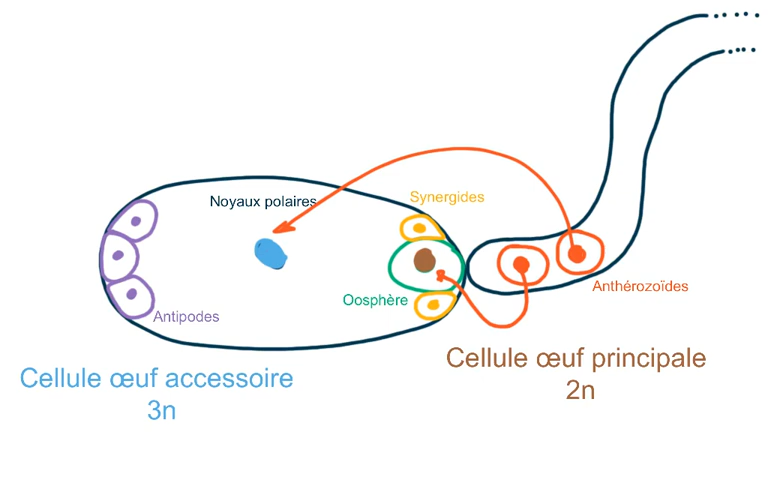 Synergides
Noyaux polaires
Anthérozoïdes
Oosphère
Antipodes
Cellule œuf principale
2n
Cellule œuf accessoire
3n